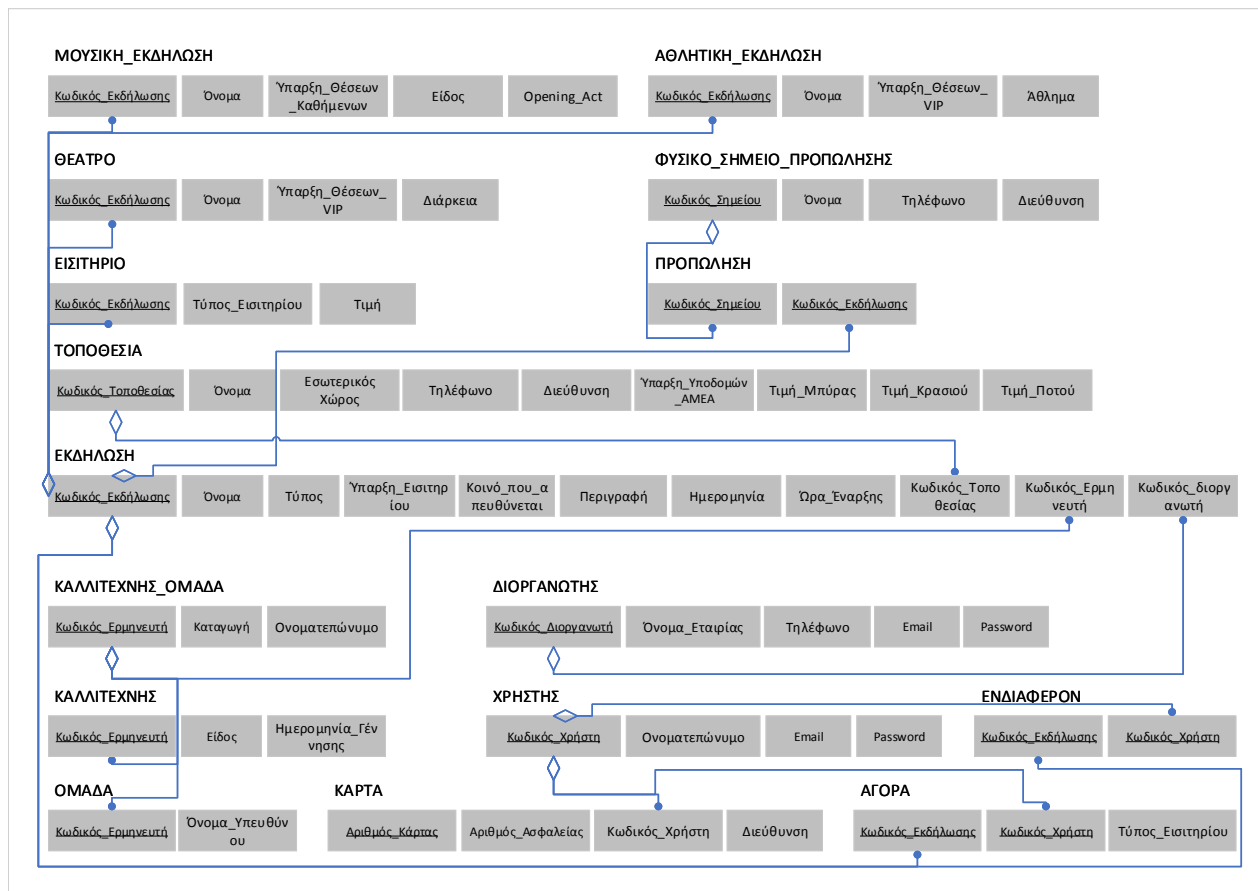 ΜΟΥΣΙΚΗ_ΕΚΔΗΛΩΣΗ
Κωδικός_Εκδήλωσης
Όνομα
Ύπαρξη_Θέσεων
_Καθήμενων
Είδος
Opening_Act
ΑΘΛΗΤΙΚΗ_ΕΚΔΗΛΩΣΗ
Κωδικός_Εκδήλωσης
Όνομα
Ύπαρξη_Θέσεων_
VIP
Άθλημα
ΘΕΑΤΡΟ
Κωδικός_Εκδήλωσης
Όνομα
Ύπαρξη_Θέσεων_
VIP
Διάρκεια
ΦΥΣΙΚΟ_ΣΗΜΕΙΟ_ΠΡΟΠΩΛΗΣΗΣ
Κωδικός_Σημείου
Όνομα
Τηλέφωνο
Διεύθυνση
ΕΙΣΙΤΗΡΙΟ
Κωδικός_Εκδήλωσης
Τύπος_Εισιτηρίου
Τιμή
ΠΡΟΠΩΛΗΣΗ
Κωδικός_Σημείου
Κωδικός_Εκδήλωσης
ΤΟΠΟΘΕΣΙΑ
Κωδικός_Τοποθεσίας
Όνομα
Εσωτερικός
Χώρος
Τηλέφωνο
Διεύθυνση
Ύπαρξη_Υποδομών
_ΑΜΕΑ
Τιμή_Μπύρας
Τιμή_Κρασιού
Τιμή_Ποτού
ΕΚΔΗΛΩΣΗ
Κωδικός_Εκδήλωσης
Όνομα
Τύπος
Ύπαρξη_Εισιτηρ
ίου
Κοινό_που_α
πευθύνεται
Περιγραφή
Ημερομηνία
Ώρα_Έναρξης
Κωδικός_Τοπο
θεσίας
Κωδικός_Ερμη
νευτή
Κωδικός_διοργ
ανωτή
ΚΑΛΛΙΤΕΧΝΗΣ_ΟΜΑΔΑ
Κωδικός_Ερμηνευτή
Καταγωγή
Ονοματεπώνυμο
ΔΙΟΡΓΑΝΩΤΗΣ
Κωδικός_Διοργανωτή
Όνομα_Εταιρίας
Τηλέφωνο
Email
Password
ΚΑΛΛΙΤΕΧΝΗΣ
Κωδικός_Ερμηνευτή
Είδος
Ημερομηνία_Γέν
νησης
ΧΡΗΣΤΗΣ
Κωδικός_Χρήστη
Ονοματεπώνυμο
Email
Password
ΕΝΔΙΑΦΕΡΟΝ
Κωδικός_Εκδήλωσης
Κωδικός_Χρήστη
ΟΜΑΔΑ
Κωδικός_Ερμηνευτή
Όνομα_Υπευθύν
ου
ΚΑΡΤΑ
Αριθμός_Κάρτας
Αριθμός_Ασφαλείας
Κωδικός_Χρήστη
Διεύθυνση
ΑΓΟΡΑ
Κωδικός_Εκδήλωσης
Κωδικός_Χρήστη
Τύπος_Εισιτηρίου